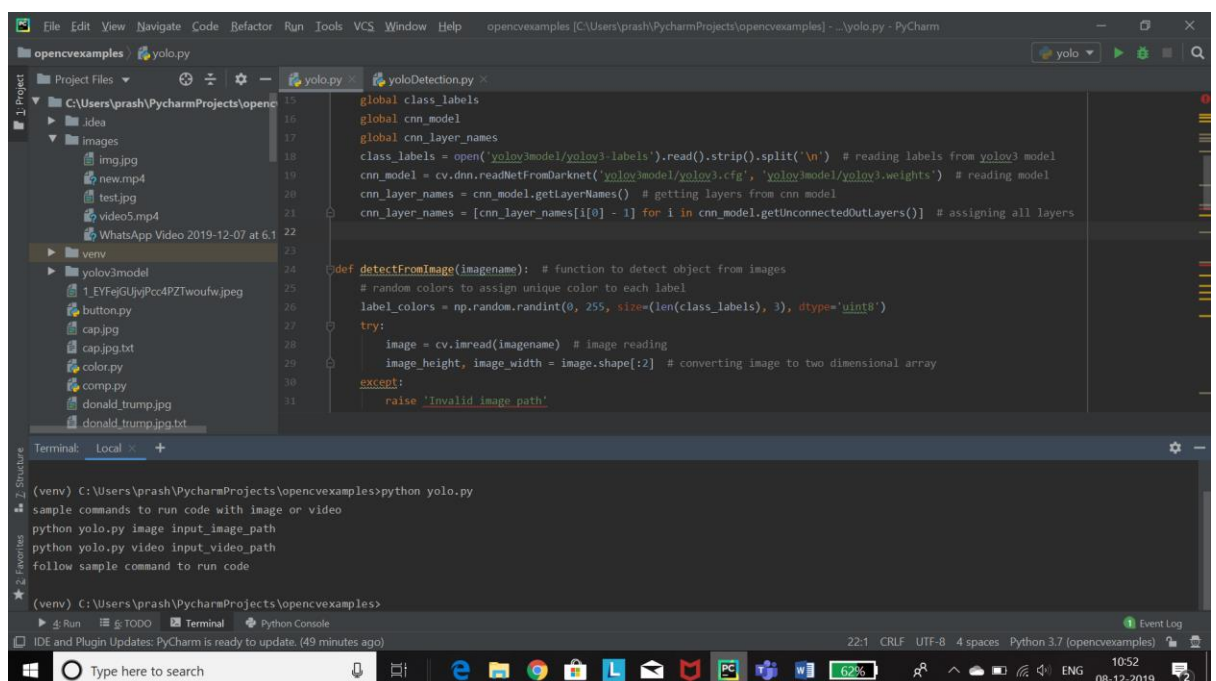 File Edit View Navigate Code Refactor Run Tools VCS Window Help opencvexamples [C:\Users\prash\PycharmProjects\opencvexamples] - ...\yolo.py - PyCharm
opencvexamples yolo.py yolo
1: Project
Project Files
yolo.py yoloDetection.py
C:\Users\prash\PycharmProjects\openc
.idea
images
img.jpg
new.mp4
test.jpg
video5.mp4
WhatsApp Video 2019-12-07 at 6.1
venv
yolov3model
1_EYFejGUjvjPcc4PZTwoufw.jpeg
button.py
cap.jpg
cap.jpg.txt
color.py
comp.py
donald_trump.jpg
donald_trump.jpg.txt
15 global class_labels
16 global cnn_model
17 global cnn_layer_names
18 class_labels = open('yolov3model/yolov3-labels').read().strip().split('\n') # reading labels from yolov3 model
19 cnn_model = cv.dnn.readNetFromDarknet('yolov3model/yolov3.cfg', 'yolov3model/yolov3.weights') # reading model
20 cnn_layer_names = cnn_model.getLayerNames() # getting layers from cnn model
21 cnn_layer_names = [cnn_layer_names[i[0] - 1] for i in cnn_model.getUnconnectedOutLayers()] # assigning all layers
22
23
24 def detectFromImage(imagename): # function to detect object from images
25 # random colors to assign unique color to each label
26 label_colors = np.random.randint(0, 255, size=(len(class_labels), 3), dtype='uint8')
27 try:
28 image = cv.imread(imagename) # image reading
29 image_height, image_width = image.shape[:2] # converting image to two dimensional array
30 except:
31 raise 'Invalid image path'
Terminal: Local +
Z: Structure
2: Favorites
(venv) C:\Users\prash\PycharmProjects\opencvexamples>python yolo.py
sample commands to run code with image or video
python yolo.py image input_image_path
python yolo.py video input_video_path
follow sample command to run code
(venv) C:\Users\prash\PycharmProjects\opencvexamples>
4: Run 6: TODO Terminal Python Console 1 Event Log
IDE and Plugin Updates: PyCharm is ready to update. (49 minutes ago) 22:1 CRLF UTF-8 4 spaces Python 3.7 (opencvexamples)
Type here to search 62% ENG 10:52
08-12-2019